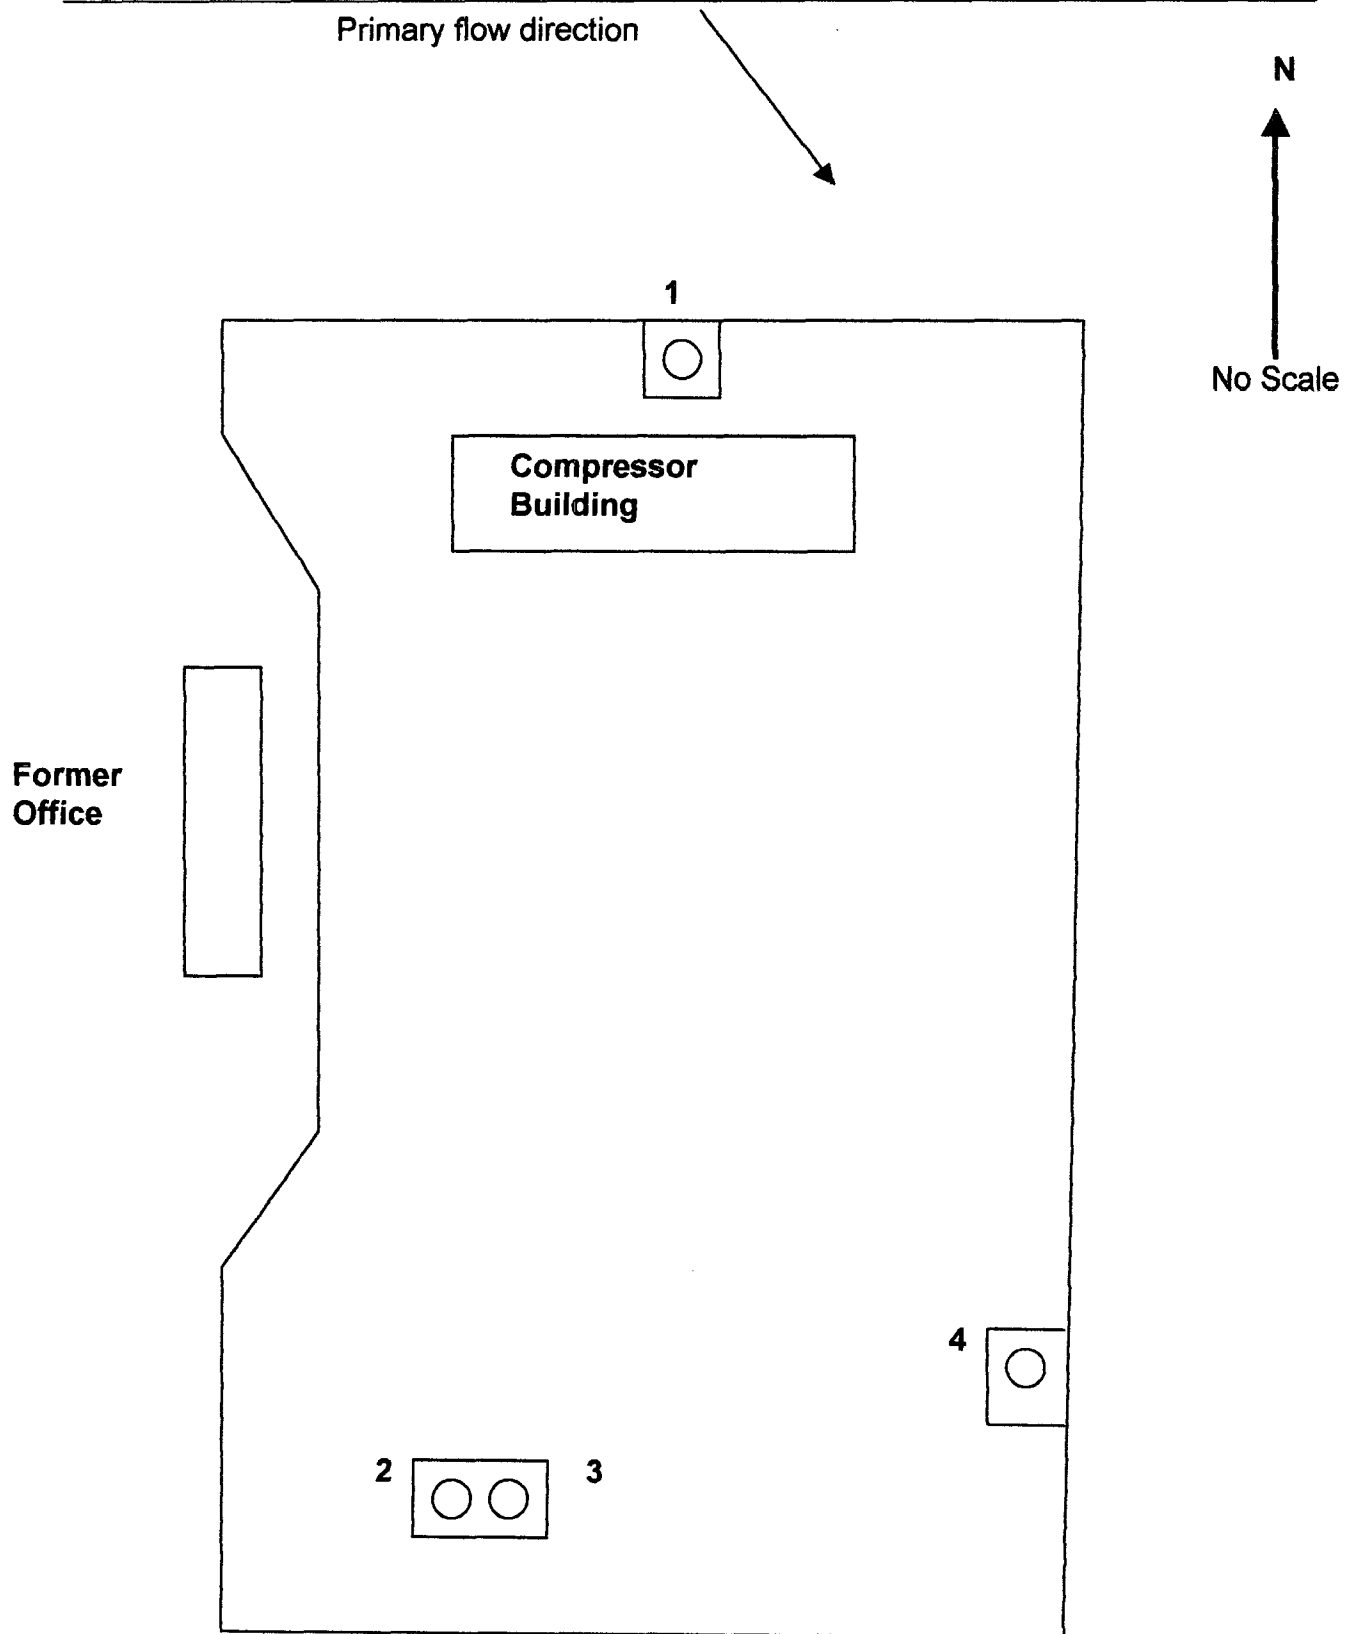 Primary flow direction
N
No Scale
1
Compressor
Building
Former
Office
4
2
3